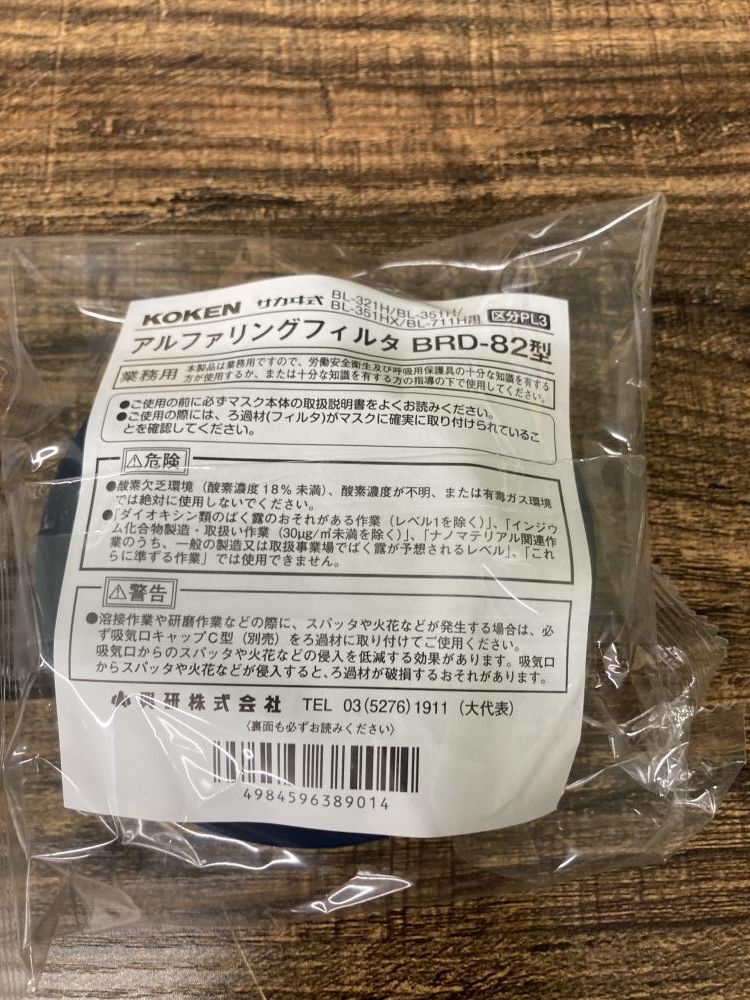 KOKEN サカヰ式 BL-321H/BL-351H/
BL-351HX/BL-711H用 区分PL3
アルファリングフィルタ BRD-82型
業務用 本製品は業務用ですので、労働安全衛生及び呼吸用保護具の十分な知識を有する
方が使用するか、または十分な知識を有する方の指導の下で使用してください。
●ご使用の前に必ずマスク本体の取扱説明書をよくお読みください。
●ご使用の際には、ろ過材(フィルタ)がマスクに確実に取り付けられているこ
とを確認してください。
⚠危険
●酸素欠乏環境（酸素濃度18%未満）、酸素濃度が不明、または有毒ガス環境
では絶対に使用しないでください。
●「ダイオキシン類のばく露のおそれがある作業（レベル1を除く）」、「インジウ
ム化合物製造・取扱い作業（30μg/㎥未満を除く）」、「ナノマテリアル関連作
業のうち、一般の製造又は取扱事業場でばく露が予想されるレベル」、「これ
らに準ずる作業」では使用できません。
⚠警告
●溶接作業や研磨作業などの際に、スパッタや火花などが発生する場合は、必
ず吸気口キャップC型（別売）をろ過材に取り付けてご使用ください。
吸気口からのスパッタや火花などの侵入を低減する効果があります。吸気口
からスパッタや火花などが侵入すると、ろ過材が破損するおそれがあります。
興研株式会社 TEL 03(5276)1911（大代表）
〈裏面も必ずお読みください〉
4984596389014